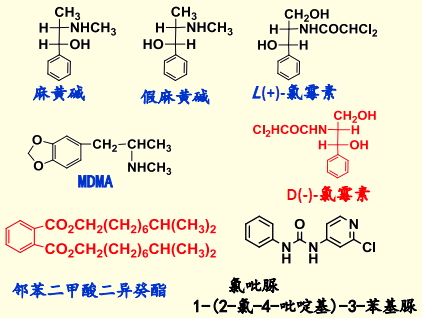 CH₃
H NHCH₃
H OH
麻黄碱
CH₃
H NHCH₃
HO H
假麻黄碱
CH₂OH
H NHCOCHCl₂
HO H
L(+)-氯霉素
O
O
CH₂ CHCH₃
NHCH₃
MDMA
CH₂OH
Cl₂HCOCHN H
H OH
D(-)-氯霉素
CO₂CH₂(CH₂)₆CH(CH₃)₂
CO₂CH₂(CH₂)₆CH(CH₃)₂
邻苯二甲酸二异癸酯
O
N
H
N
H
N
Cl
氯吡脲
1-(2-氯-4-吡啶基)-3-苯基脲